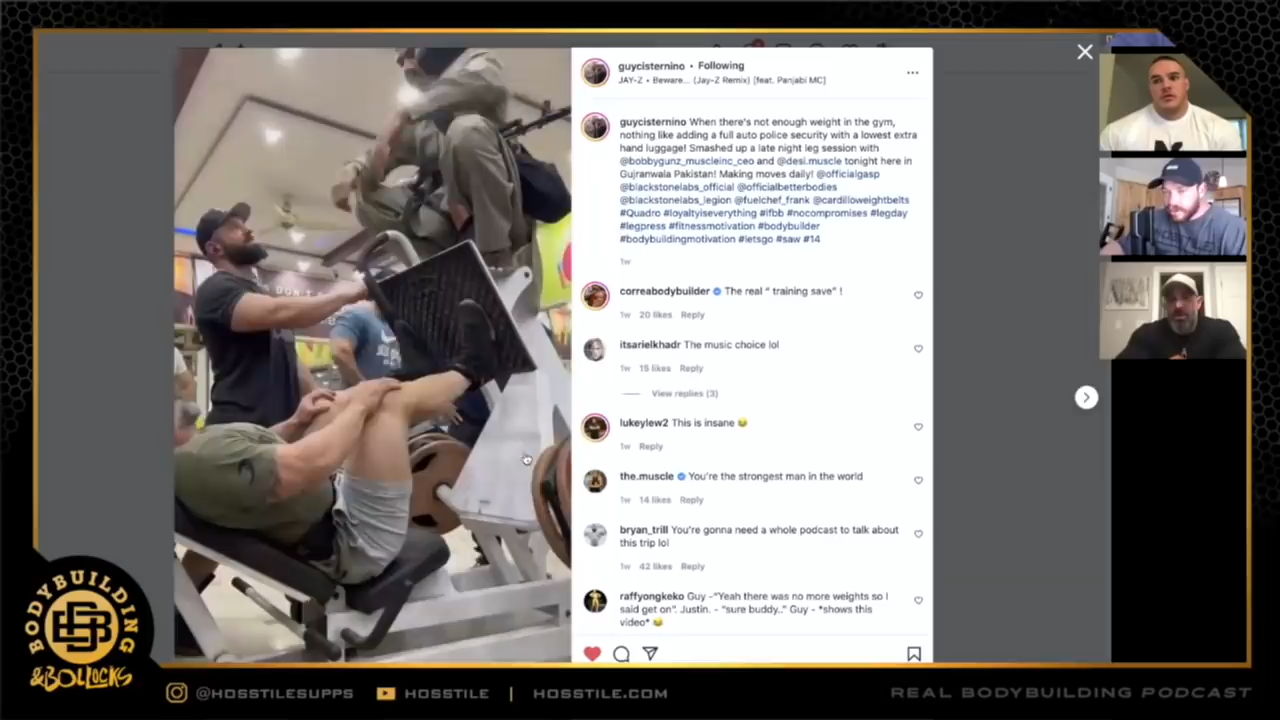 guycisternino • Following
JAY-Z • Beware... (Jay-Z Remix) [feat. Panjabi MC]
guycisternino When there's not enough weight in the gym,
nothing like adding a full auto police security with a lowest extra
hand luggage! Smashed up a late night leg session with
@bobbygunz_muscleinc_ceo and @desi.muscle tonight here in
Gujranwala Pakistan! Making moves daily! @officialgasp
@blackstonelabs_official @officialbetterbodies
@blackstonelabs_legion @fuelchef_frank @cardilloweightbelts
#Quadro #loyaltyiseverything #ifbb #nocompromises #legday
#legpress #fitnessmotivation #bodybuilder
#bodybuildingmotivation #letsgo #saw #14
1w
correabodybuilder The real “ training save” !
1w 20 likes Reply
itsarielkhadr The music choice lol
1w 15 likes Reply
View replies (3)
lukeylew2 This is insane 😂
1w Reply
the.muscle You're the strongest man in the world
1w 14 likes Reply
bryan_trill You're gonna need a whole podcast to talk about
this trip lol
1w 42 likes Reply
raffyongkeko Guy -“Yeah there was no more weights so I
said get on”. Justin. - “sure buddy..” Guy - *shows this
video* 😂
BODYBUILDING
&BOLLOCKS
@HOSSTILESUPPS HOSSTILE | HOSSTILE.COM
REAL BODYBUILDING PODCAST